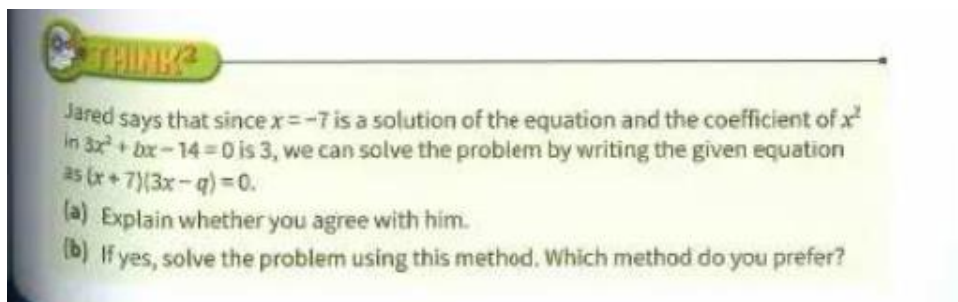 THINK²
Jared says that since x = -7 is a solution of the equation and the coefficient of x²
in 3x² + bx - 14 = 0 is 3, we can solve the problem by writing the given equation
as (x + 7)(3x - q) = 0.
(a) Explain whether you agree with him.
(b) If yes, solve the problem using this method. Which method do you prefer?